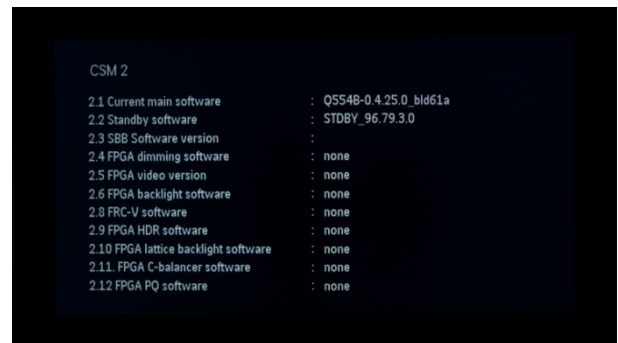 CSM 2
2.1 Current main software : Q554B-0.4.25.0_bld61a
2.2 Standby software : STDBY_96.79.3.0
2.3 SBB Software version :
2.4 FPGA dimming software : none
2.5 FPGA video version : none
2.6 FPGA backlight software : none
2.8 FRC-V software : none
2.9 FPGA HDR software : none
2.10 FPGA lattice backlight software : none
2.11. FPGA C-balancer software : none
2.12 FPGA PQ software : none